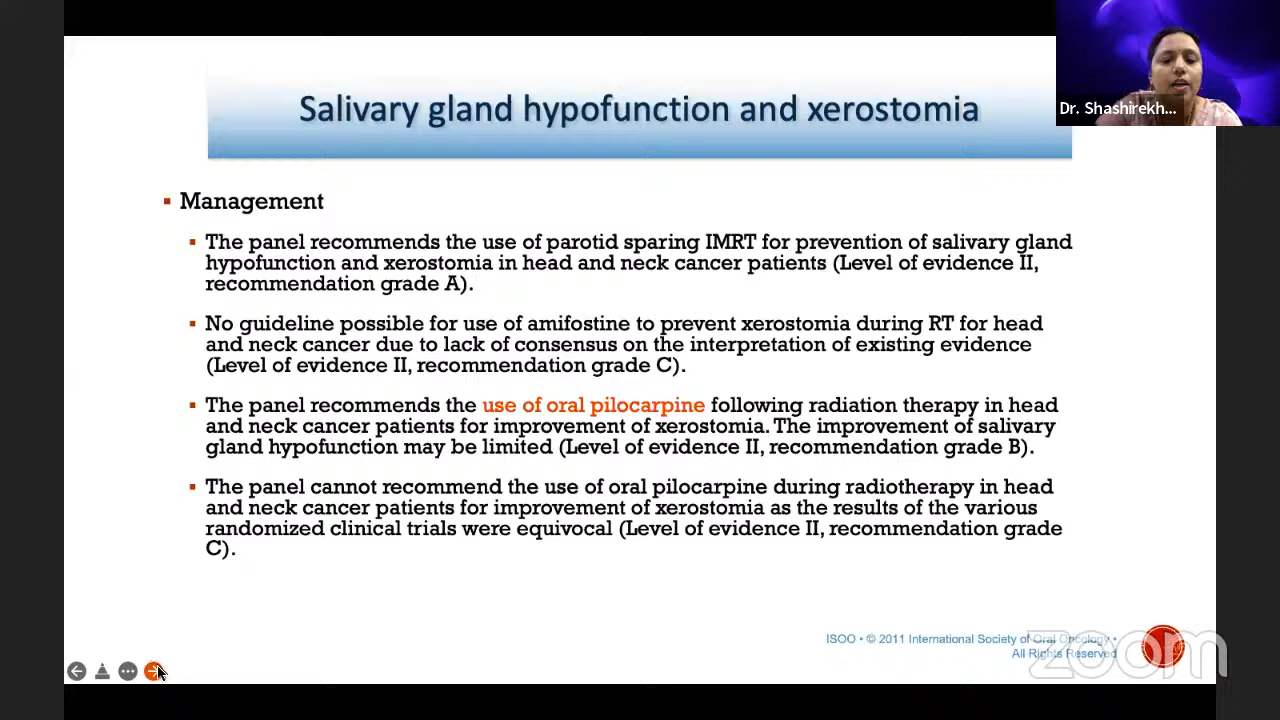 Salivary gland hypofunction and xerostomia
Dr. Shashirekh...
Management
The panel recommends the use of parotid sparing IMRT for prevention of salivary gland
hypofunction and xerostomia in head and neck cancer patients (Level of evidence II,
recommendation grade A).
No guideline possible for use of amifostine to prevent xerostomia during RT for head
and neck cancer due to lack of consensus on the interpretation of existing evidence
(Level of evidence II, recommendation grade C).
The panel recommends the use of oral pilocarpine following radiation therapy in head
and neck cancer patients for improvement of xerostomia. The improvement of salivary
gland hypofunction may be limited (Level of evidence II, recommendation grade B).
The panel cannot recommend the use of oral pilocarpine during radiotherapy in head
and neck cancer patients for improvement of xerostomia as the results of the various
randomized clinical trials were equivocal (Level of evidence II, recommendation grade
C).
ISOO • © 2011 International Society of Oral Oncology •
All Rights Reserved
zoom